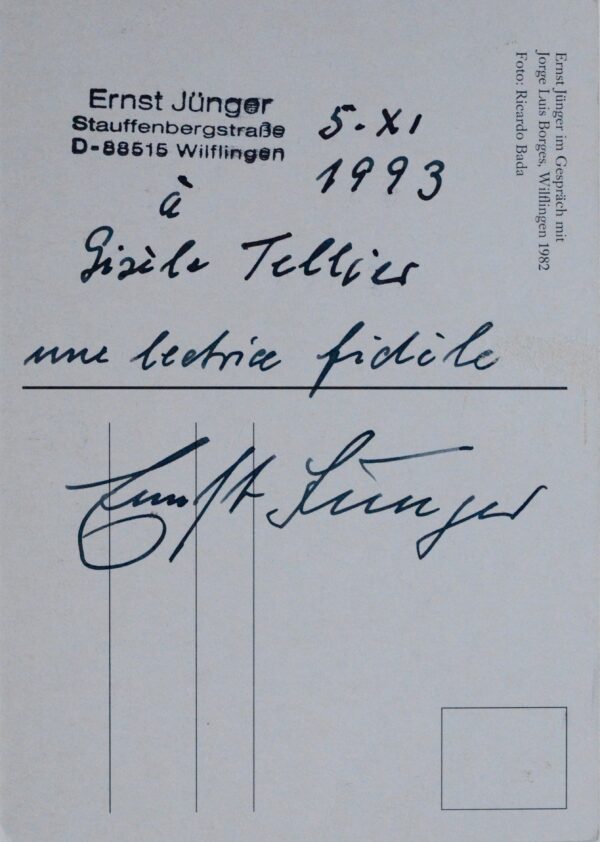 Ernst Jünger
Stauffenbergstraße
D-88515 Wilflingen
5.XI
1993
à
Gisèle Tellier
une lectrice fidèle
Ernst Jünger
Ernst Jünger im Gespräch mit
Jorge Luis Borges, Wilflingen 1982
Foto: Ricardo Bada